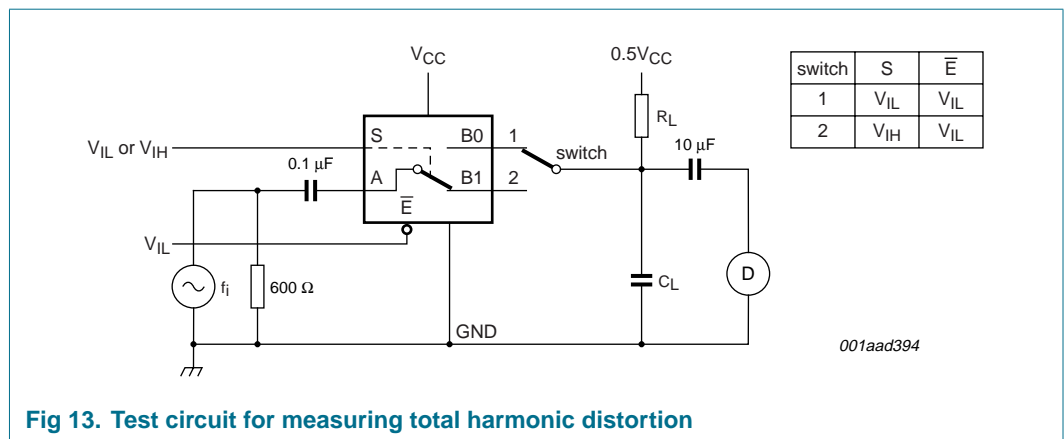 VCC
0.5VCC
switch S E̅
1 VIL VIL
2 VIH VIL
RL
S B0 1
VIL or VIH
10 μF
switch
0.1 μF
A B1 2
E̅
VIL
fi
600 Ω
CL
D
GND
001aad394
Fig 13. Test circuit for measuring total harmonic distortion